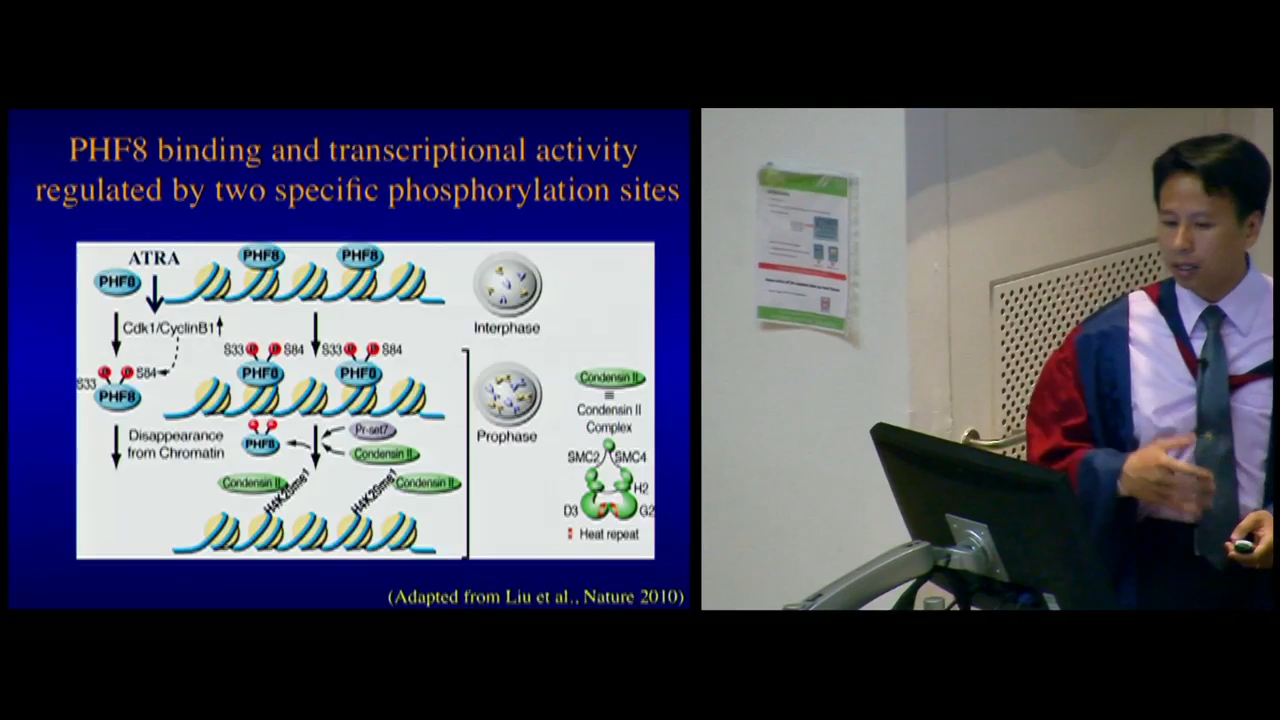 PHF8 binding and transcriptional activity
regulated by two specific phosphorylation sites
ATRA
PHF8
PHF8
PHF8
Cdk1/CyclinB1
Interphase
S33
S84
S33
S84
S33
S84
PHF8
PHF8
PHF8
Condensin II
≡
Condensin II
Complex
Prophase
Disappearance
from Chromatin
PHF8
Pr-set7
Condensin II
SMC2
SMC4
Condensin II
H4K20me1
H4K20me1
Condensin II
H2
D3
G2
Heat repeat
(Adapted from Liu et al., Nature 2010)